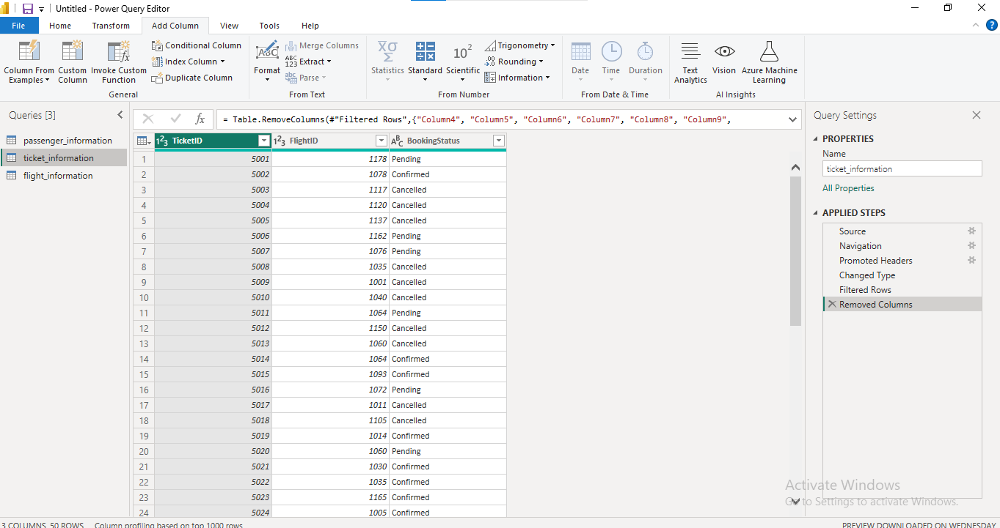 Untitled - Power Query Editor
File Home Transform Add Column View Tools Help
Column From Examples
Custom Column
Invoke Custom Function
Conditional Column
Index Column
Duplicate Column
General
Format
Merge Columns
Extract
Parse
From Text
Statistics
Standard
Scientific
Trigonometry
Rounding
Information
From Number
Date
Time
Duration
From Date & Time
Text Analytics
Vision
Azure Machine Learning
AI Insights
Queries [3]
passenger_information
ticket_information
flight_information
= Table.RemoveColumns(#"Filtered Rows",{"Column4", "Column5", "Column6", "Column7", "Column8", "Column9",
TicketID FlightID BookingStatus
1 5001 1178 Pending
2 5002 1078 Confirmed
3 5003 1117 Cancelled
4 5004 1120 Cancelled
5 5005 1137 Cancelled
6 5006 1162 Pending
7 5007 1076 Pending
8 5008 1035 Cancelled
9 5009 1001 Cancelled
10 5010 1040 Cancelled
11 5011 1064 Pending
12 5012 1150 Cancelled
13 5013 1060 Cancelled
14 5014 1064 Confirmed
15 5015 1093 Confirmed
16 5016 1072 Pending
17 5017 1011 Cancelled
18 5018 1105 Cancelled
19 5019 1014 Confirmed
20 5020 1060 Pending
21 5021 1030 Confirmed
22 5022 1035 Confirmed
23 5023 1165 Confirmed
24 5024 1005 Confirmed
Query Settings
PROPERTIES
Name
ticket_information
All Properties
APPLIED STEPS
Source
Navigation
Promoted Headers
Changed Type
Filtered Rows
Removed Columns
Activate Windows
Go to Settings to activate Windows.
3 COLUMNS, 50 ROWS Column profiling based on top 1000 rows
PREVIEW DOWNLOADED ON WEDNESDAY